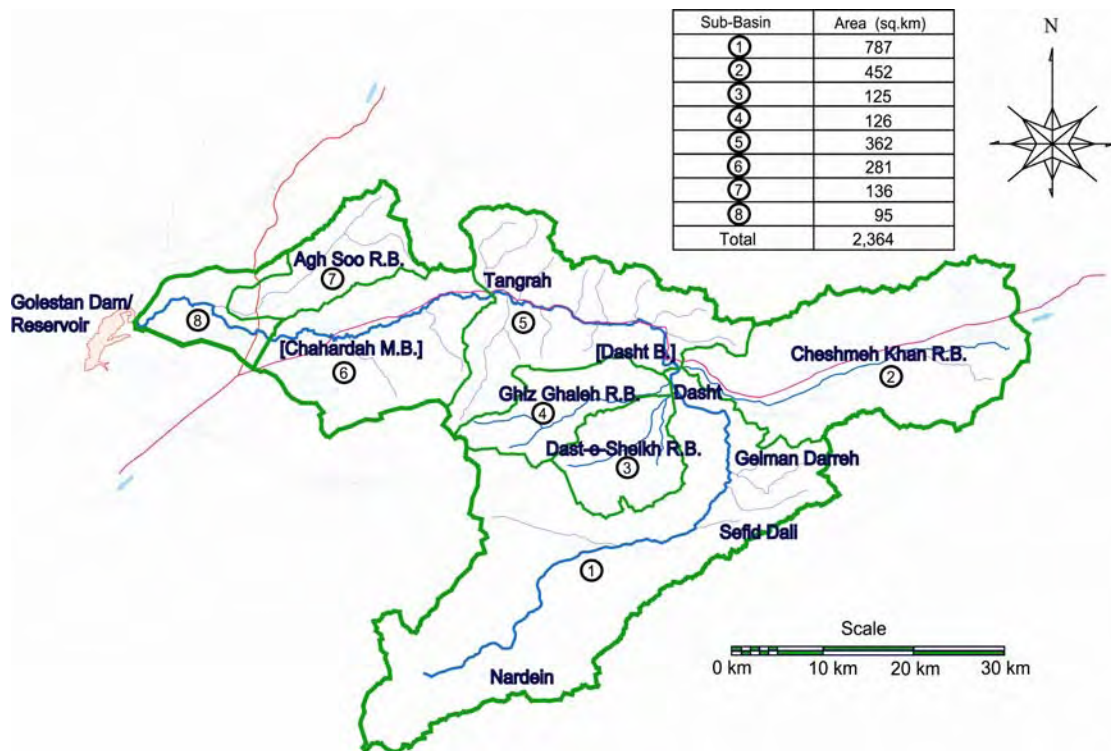 Sub-Basin Area (sq.km)
1 787
2 452
3 125
4 126
5 362
6 281
7 136
8 95
Total 2,364
N
Agh Soo R.B.
7
Tangrah
Golestan Dam/
Reservoir
8
5
[Chahardah M.B.]
6
[Dasht B.]
Cheshmeh Khan R.B.
2
Ghiz Ghaleh R.B.
4
Dasht
Dast-e-Sheikh R.B.
3
Gelman Darreh
Sefid Dall
1
Nardein
Scale
0 km 10 km 20 km 30 km